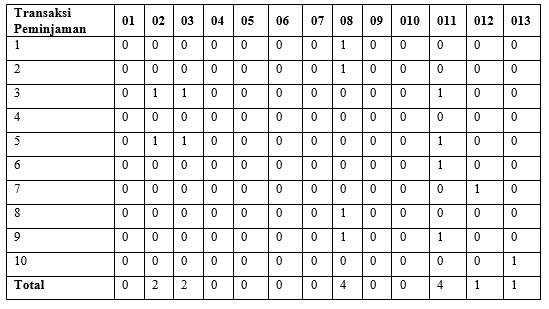 Transaksi Peminjaman 01 02 03 04 05 06 07 08 09 010 011 012 013
1 0 0 0 0 0 0 0 1 0 0 0 0 0
2 0 0 0 0 0 0 0 1 0 0 0 0 0
3 0 1 1 0 0 0 0 0 0 0 1 0 0
4 0 0 0 0 0 0 0 0 0 0 0 0 0
5 0 1 1 0 0 0 0 0 0 0 1 0 0
6 0 0 0 0 0 0 0 0 0 0 1 0 0
7 0 0 0 0 0 0 0 0 0 0 0 1 0
8 0 0 0 0 0 0 0 1 0 0 0 0 0
9 0 0 0 0 0 0 0 1 0 0 1 0 0
10 0 0 0 0 0 0 0 0 0 0 0 0 1
Total 0 2 2 0 0 0 0 4 0 0 4 1 1